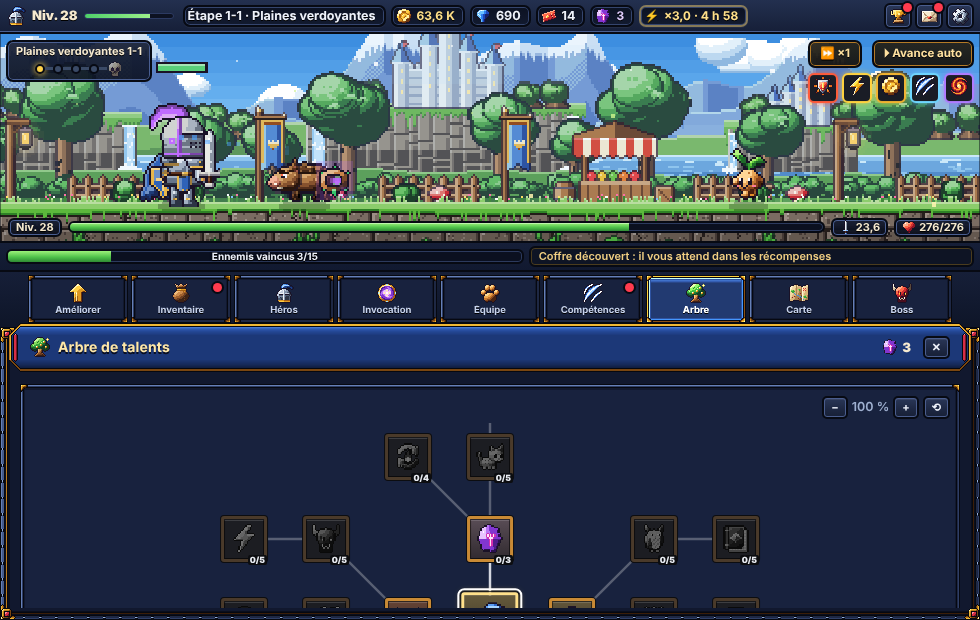 Niv. 28
Étape 1-1 · Plaines verdoyantes
63,6 K
690
14
3
×3,0 · 4 h 58
Plaines verdoyantes 1-1
×1
Avance auto
Niv. 28
23,6
276/276
Ennemis vaincus 3/15
Coffre découvert : il vous attend dans les récompenses
Améliorer
Inventaire
Héros
Invocation
Equipe
Compétences
Arbre
Carte
Boss
Arbre de talents
3
×
−
100 %
+
0/4
0/5
0/5
0/5
0/3
0/5
0/5